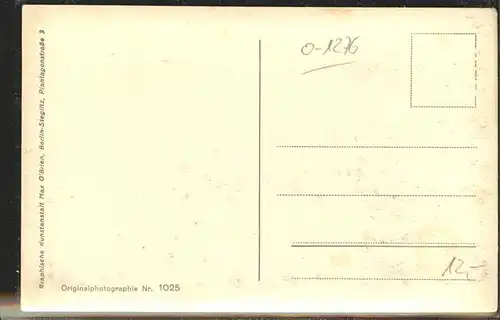 Graphische Kunstanstalt Max O'Brien, Berlin-Steglitz, Plantagenstraße 3
0-1276
12,
Originalphotographie Nr. 1025